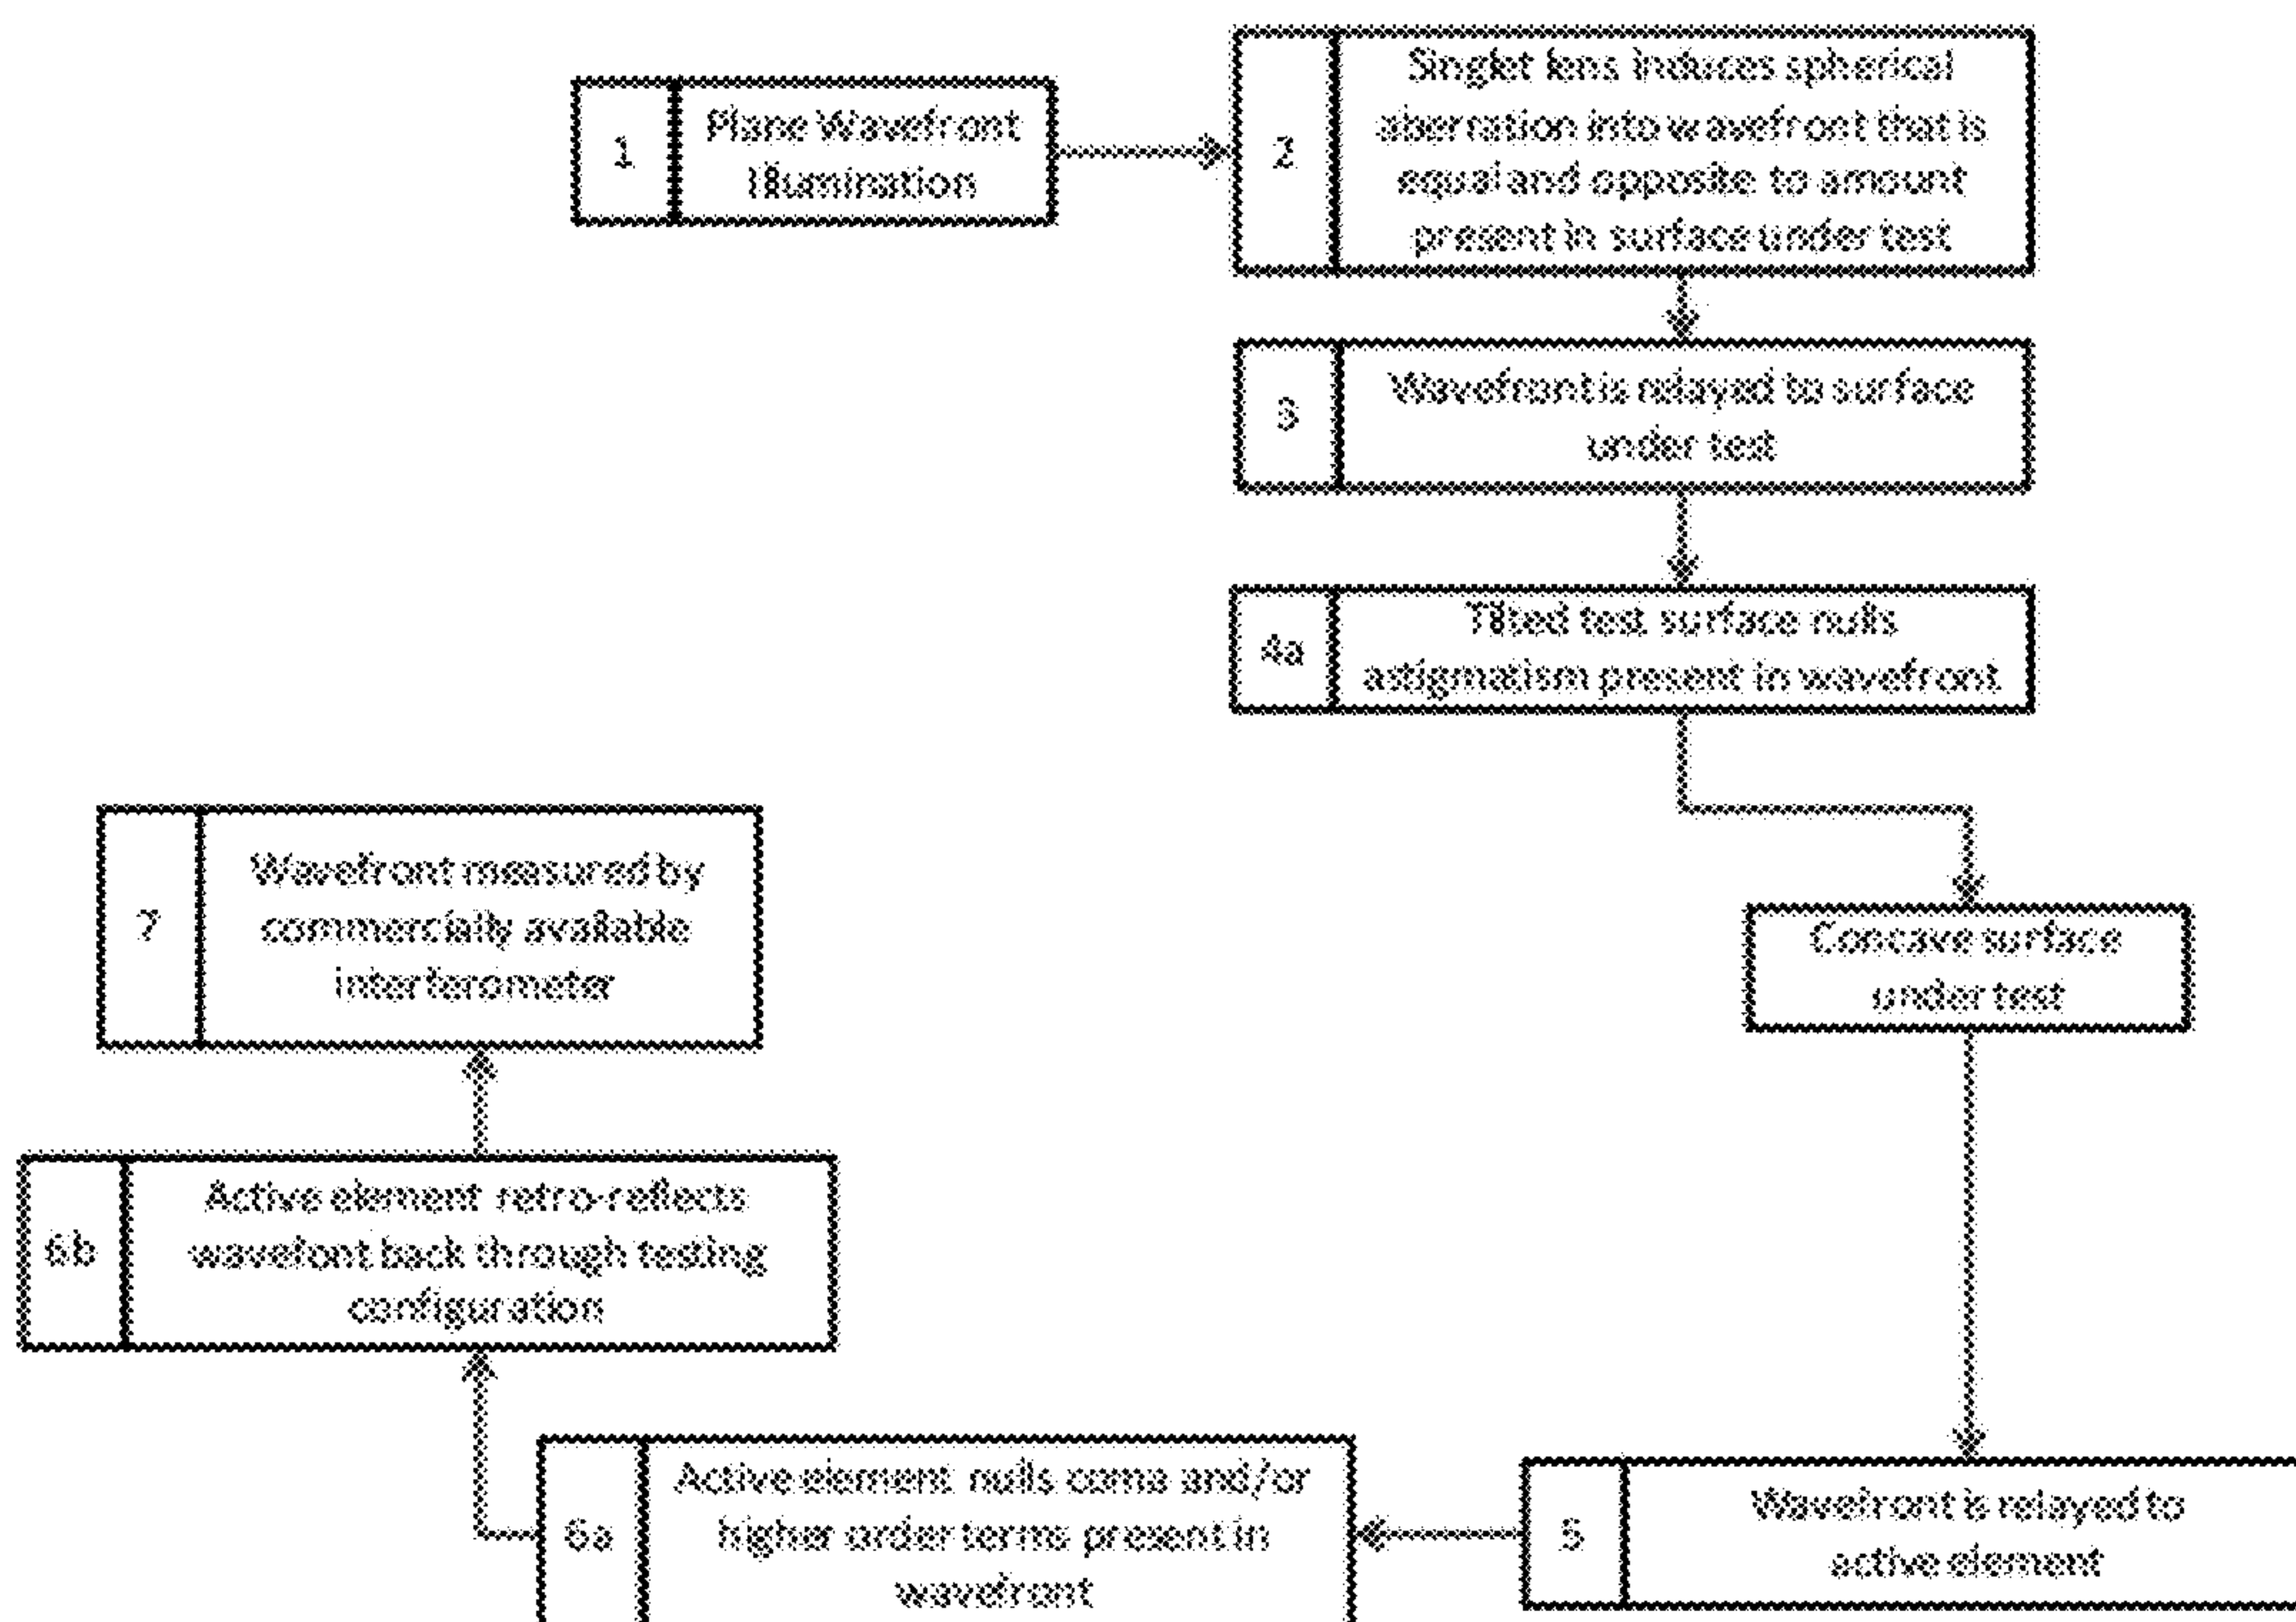 1
Plane Wavefront
Illumination
2
Singlet lens induces spherical
aberration into wavefront that is
equal and opposite to amount
present in surface under test
3
Wavefront is relayed to surface
under test
4a
Tilted test surface nulls
astigmatism present in wavefront
Concave surface
under test
5
Wavefront is relayed to
active element
6a
Active element nulls coma and/or
higher order terms present in
wavefront
6b
Active element retro-reflects
wavefont back through testing
configuration
7
Wavefront measured by
commercially available
interferometer